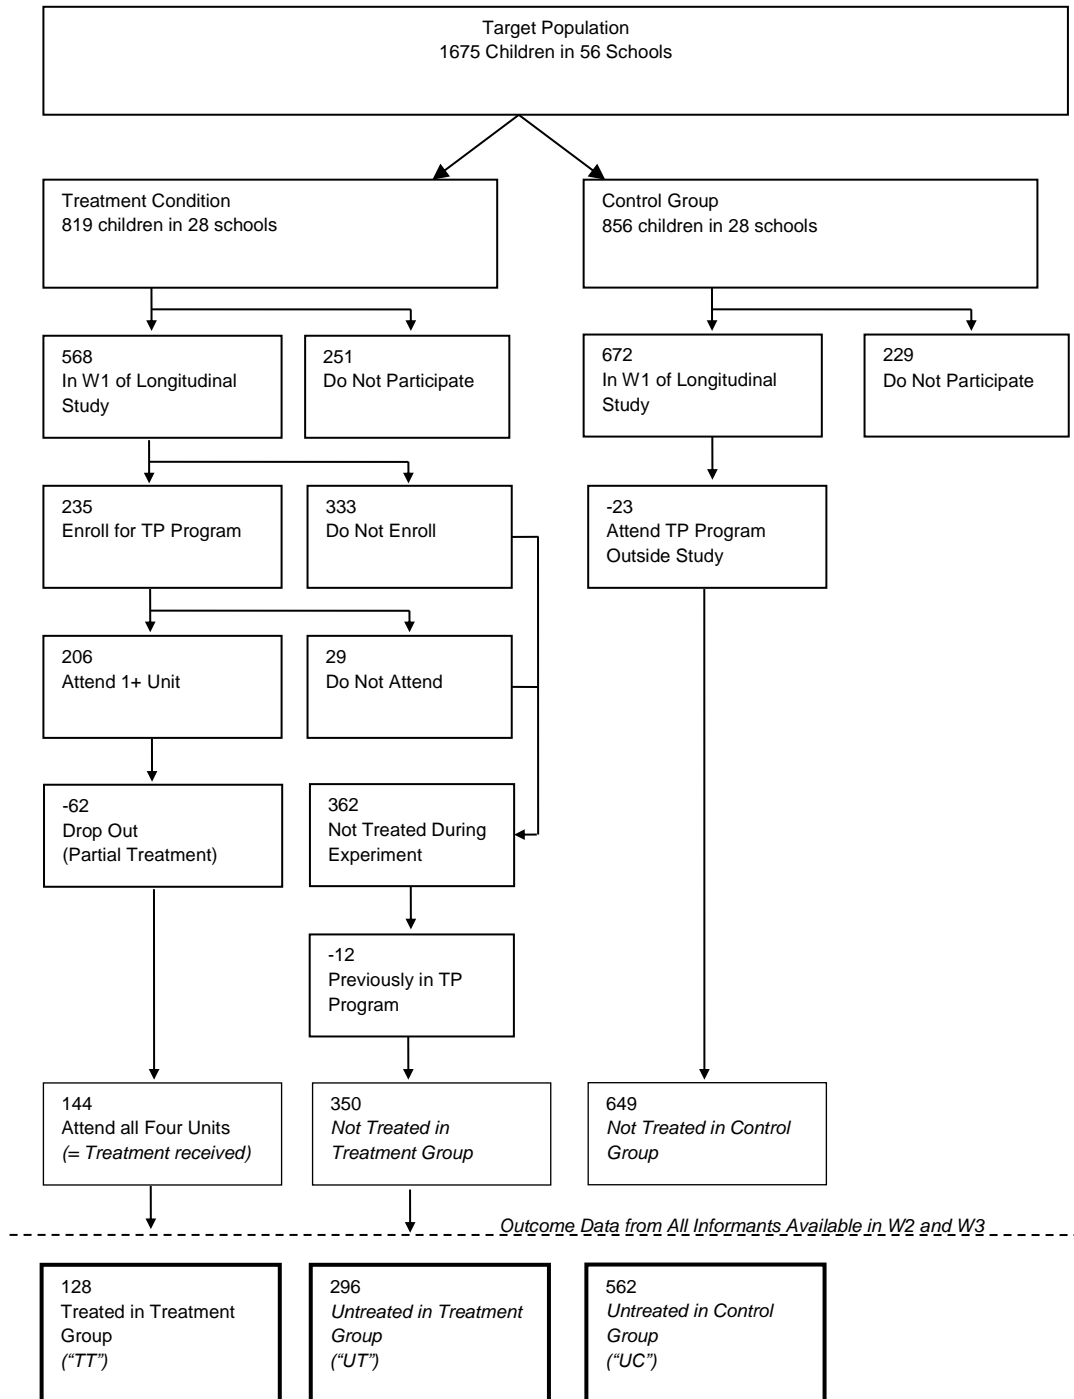 Target Population
1675 Children in 56 Schools
Treatment Condition
819 children in 28 schools
Control Group
856 children in 28 schools
568
In W1 of Longitudinal
Study
251
Do Not Participate
672
In W1 of Longitudinal
Study
229
Do Not Participate
235
Enroll for TP Program
333
Do Not Enroll
-23
Attend TP Program
Outside Study
206
Attend 1+ Unit
29
Do Not Attend
-62
Drop Out
(Partial Treatment)
362
Not Treated During
Experiment
-12
Previously in TP
Program
144
Attend all Four Units
(= Treatment received)
350
Not Treated in
Treatment Group
649
Not Treated in Control
Group
Outcome Data from All Informants Available in W2 and W3
128
Treated in Treatment
Group
("TT")
296
Untreated in Treatment
Group
("UT")
562
Untreated in Control
Group
("UC")